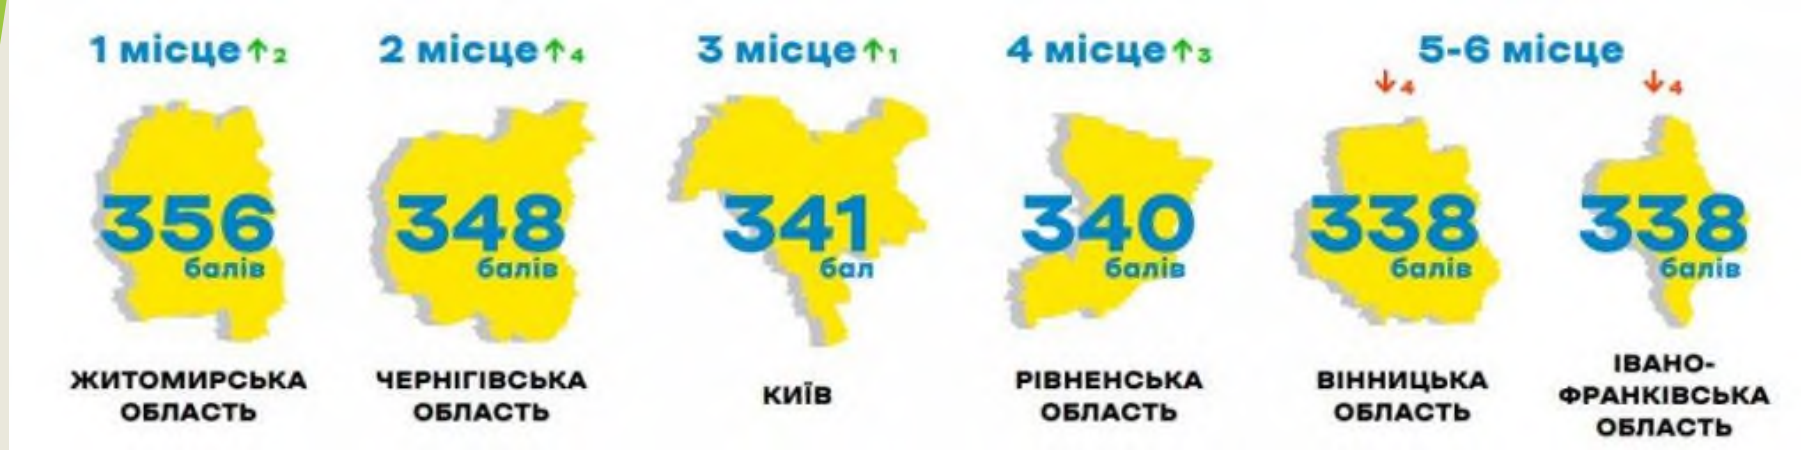 1 місце↑2
2 місце↑4
3 місце↑1
4 місце↑3
5-6 місце
↓4
↓4
356
балів
348
балів
341
бал
340
балів
338
балів
338
балів
ЖИТОМИРСЬКА
ОБЛАСТЬ
ЧЕРНІГІВСЬКА
ОБЛАСТЬ
КИЇВ
РІВНЕНСЬКА
ОБЛАСТЬ
ВІННИЦЬКА
ОБЛАСТЬ
ІВАНО-
ФРАНКІВСЬКА
ОБЛАСТЬ